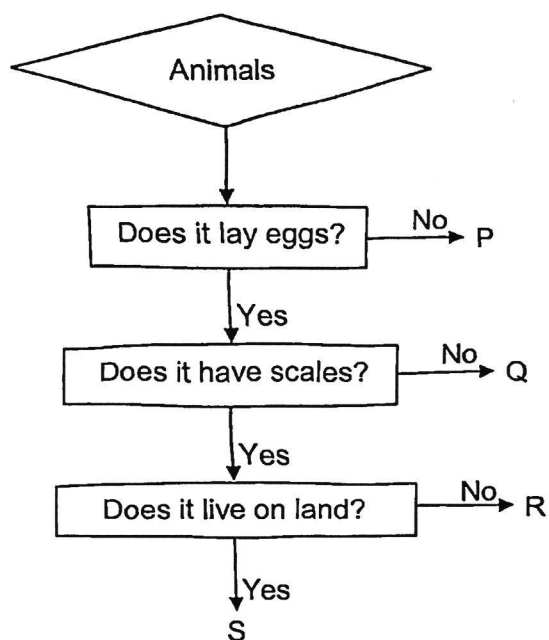 Animals
Does it lay eggs?
No
P
Yes
Does it have scales?
No
Q
Yes
Does it live on land?
No
R
Yes
S